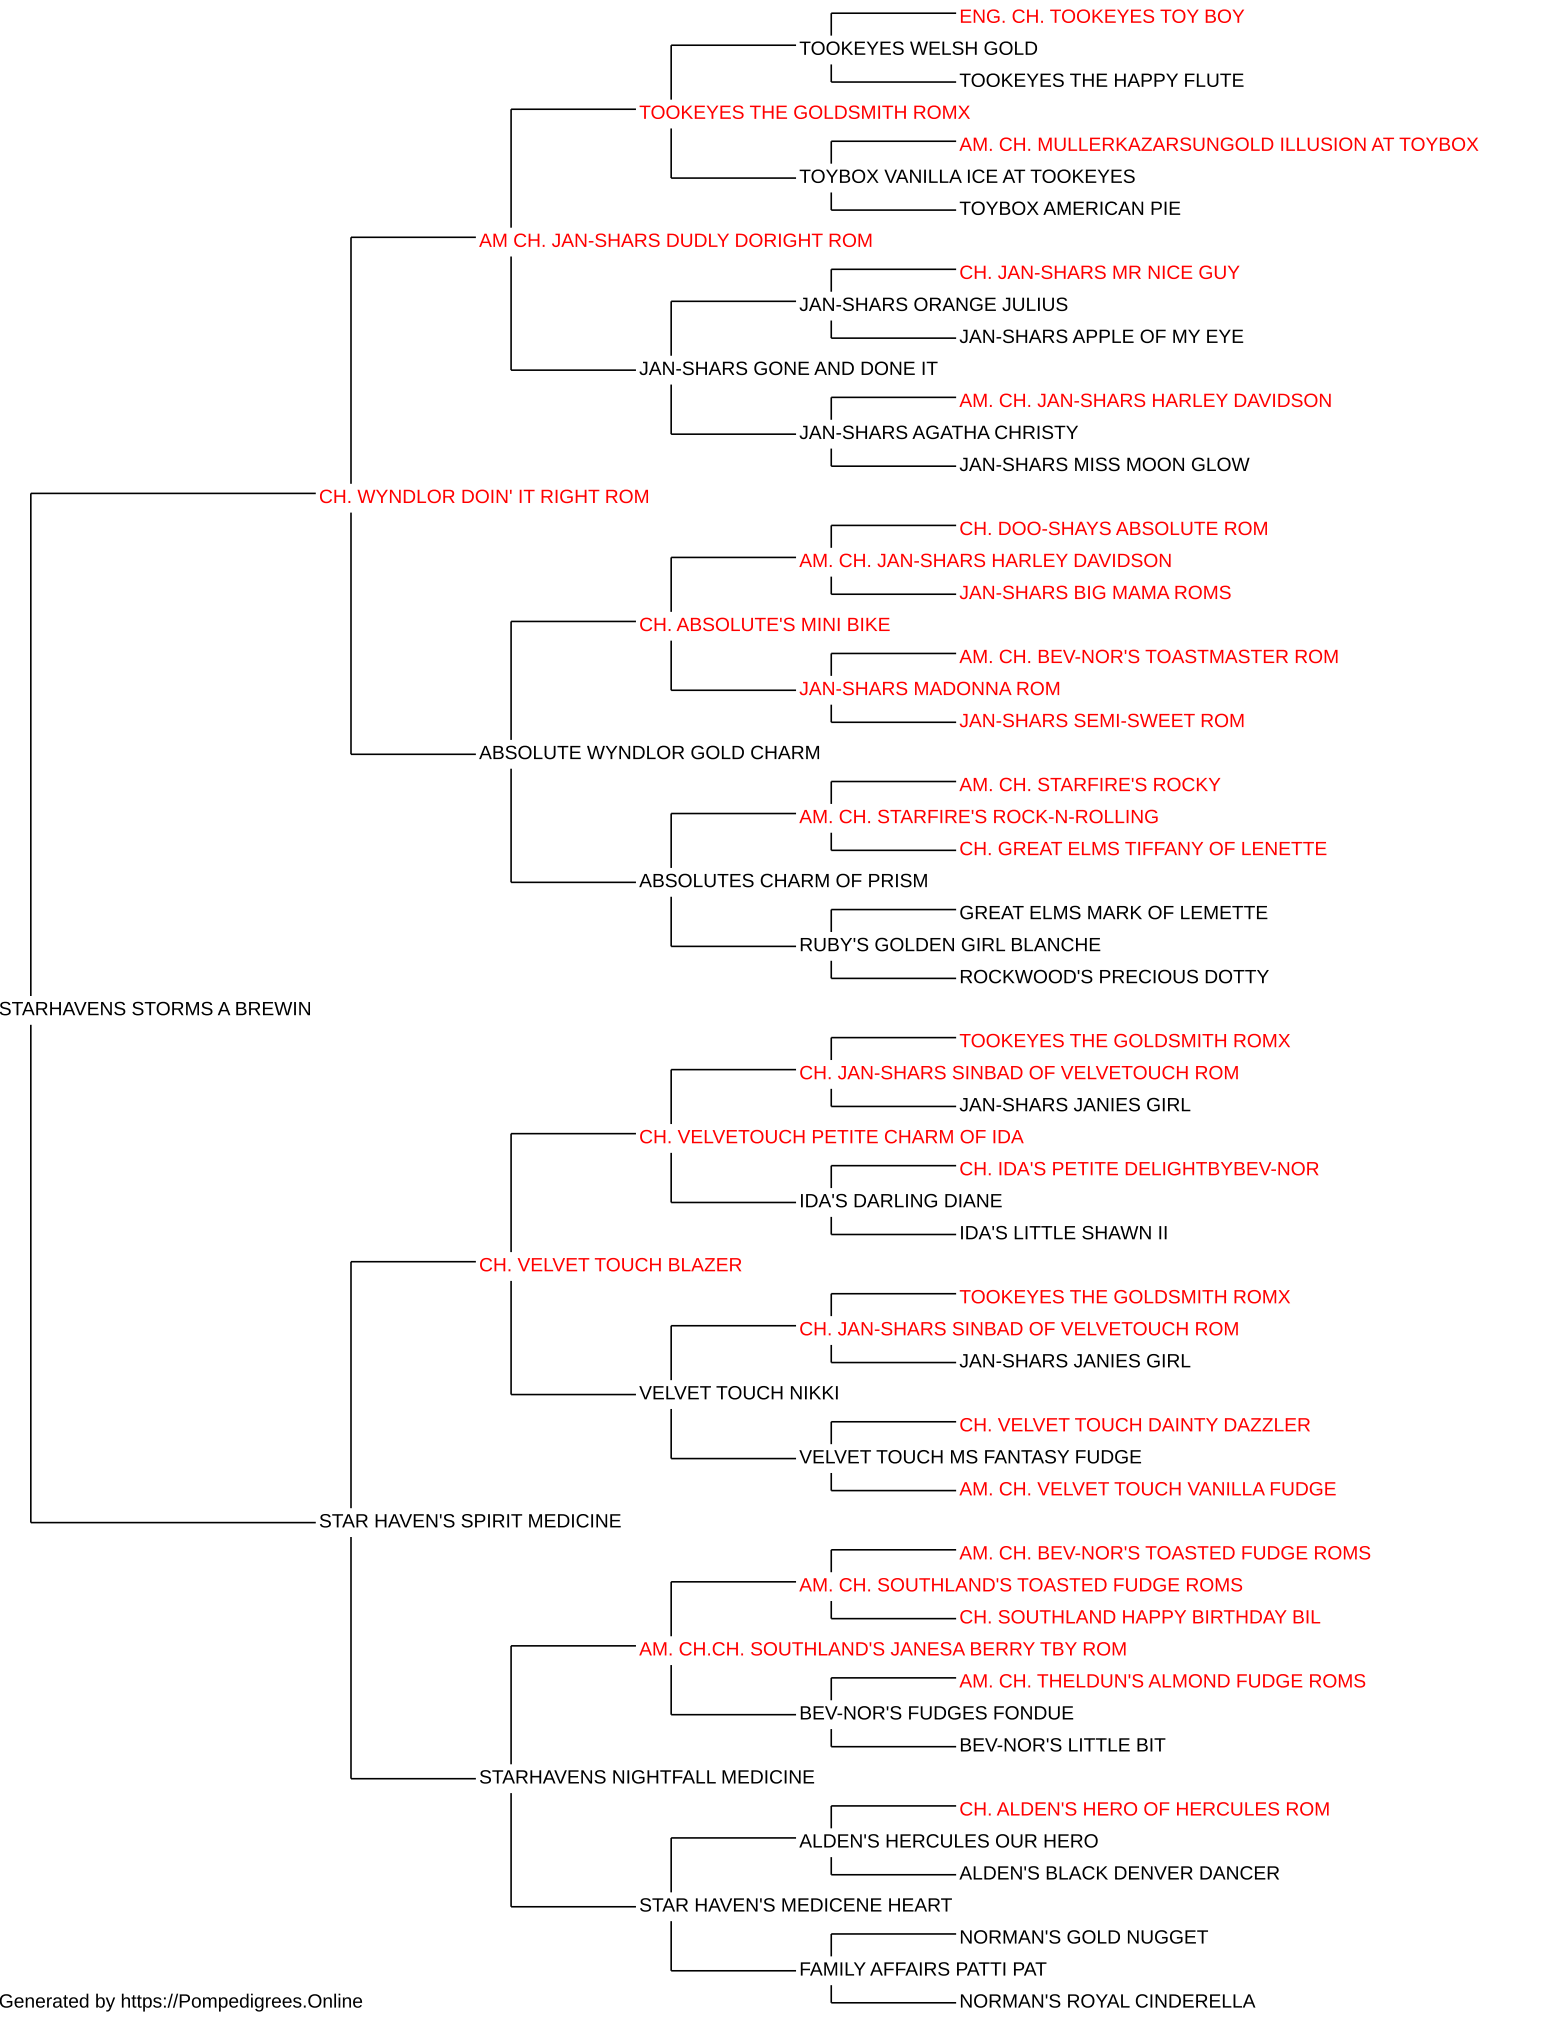 ENG. CH. TOOKEYES TOY BOY
TOOKEYES WELSH GOLD
TOOKEYES THE HAPPY FLUTE
TOOKEYES THE GOLDSMITH ROMX
AM. CH. MULLERKAZARSUNGOLD ILLUSION AT TOYBOX
TOYBOX VANILLA ICE AT TOOKEYES
TOYBOX AMERICAN PIE
AM CH. JAN-SHARS DUDLY DORIGHT ROM
CH. JAN-SHARS MR NICE GUY
JAN-SHARS ORANGE JULIUS
JAN-SHARS APPLE OF MY EYE
JAN-SHARS GONE AND DONE IT
AM. CH. JAN-SHARS HARLEY DAVIDSON
JAN-SHARS AGATHA CHRISTY
JAN-SHARS MISS MOON GLOW
CH. WYNDLOR DOIN' IT RIGHT ROM
CH. DOO-SHAYS ABSOLUTE ROM
AM. CH. JAN-SHARS HARLEY DAVIDSON
JAN-SHARS BIG MAMA ROMS
CH. ABSOLUTE'S MINI BIKE
AM. CH. BEV-NOR'S TOASTMASTER ROM
JAN-SHARS MADONNA ROM
JAN-SHARS SEMI-SWEET ROM
ABSOLUTE WYNDLOR GOLD CHARM
AM. CH. STARFIRE'S ROCKY
AM. CH. STARFIRE'S ROCK-N-ROLLING
CH. GREAT ELMS TIFFANY OF LENETTE
ABSOLUTES CHARM OF PRISM
GREAT ELMS MARK OF LEMETTE
RUBY'S GOLDEN GIRL BLANCHE
ROCKWOOD'S PRECIOUS DOTTY
STARHAVENS STORMS A BREWIN
TOOKEYES THE GOLDSMITH ROMX
CH. JAN-SHARS SINBAD OF VELVETOUCH ROM
JAN-SHARS JANIES GIRL
CH. VELVETOUCH PETITE CHARM OF IDA
CH. IDA'S PETITE DELIGHTBYBEV-NOR
IDA'S DARLING DIANE
IDA'S LITTLE SHAWN II
CH. VELVET TOUCH BLAZER
TOOKEYES THE GOLDSMITH ROMX
CH. JAN-SHARS SINBAD OF VELVETOUCH ROM
JAN-SHARS JANIES GIRL
VELVET TOUCH NIKKI
CH. VELVET TOUCH DAINTY DAZZLER
VELVET TOUCH MS FANTASY FUDGE
AM. CH. VELVET TOUCH VANILLA FUDGE
STAR HAVEN'S SPIRIT MEDICINE
AM. CH. BEV-NOR'S TOASTED FUDGE ROMS
AM. CH. SOUTHLAND'S TOASTED FUDGE ROMS
CH. SOUTHLAND HAPPY BIRTHDAY BIL
AM. CH.CH. SOUTHLAND'S JANESA BERRY TBY ROM
AM. CH. THELDUN'S ALMOND FUDGE ROMS
BEV-NOR'S FUDGES FONDUE
BEV-NOR'S LITTLE BIT
STARHAVENS NIGHTFALL MEDICINE
CH. ALDEN'S HERO OF HERCULES ROM
ALDEN'S HERCULES OUR HERO
ALDEN'S BLACK DENVER DANCER
STAR HAVEN'S MEDICENE HEART
NORMAN'S GOLD NUGGET
FAMILY AFFAIRS PATTI PAT
NORMAN'S ROYAL CINDERELLA
Generated by https://Pompedigrees.Online